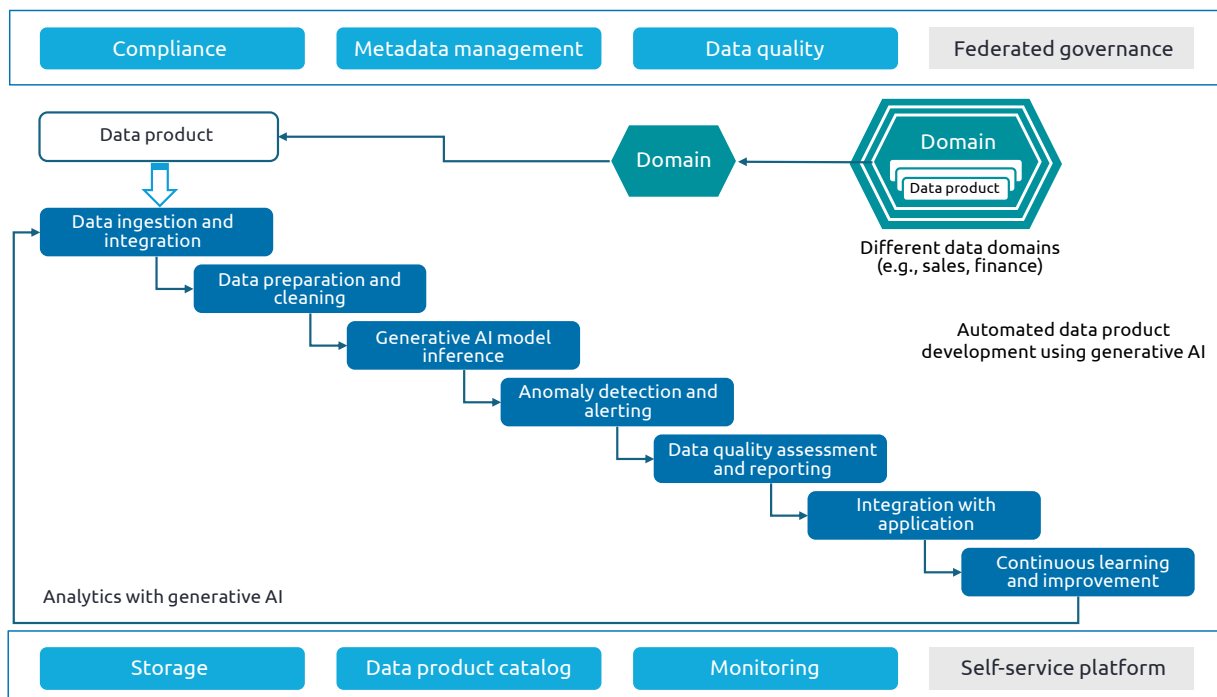 Compliance
Metadata management
Data quality
Federated governance
Data product
Domain
Domain
Data product
Different data domains
(e.g., sales, finance)
Data ingestion and
integration
Data preparation and
cleaning
Generative AI model
inference
Automated data product
development using generative AI
Anomaly detection and
alerting
Data quality assessment
and reporting
Integration with
application
Continuous learning
and improvement
Analytics with generative AI
Storage
Data product catalog
Monitoring
Self-service platform